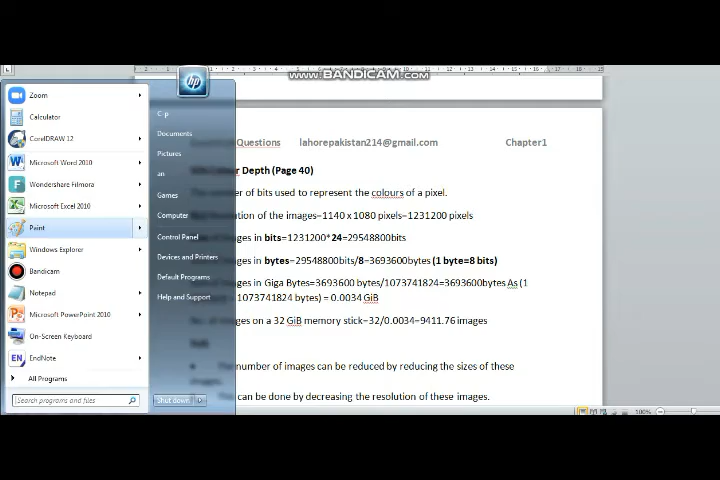 www.BANDICAM.com
Zoom
Calculator
CorelDRAW 12
Microsoft Word 2010
Wondershare Filmora
Microsoft Excel 2010
Paint
Windows Explorer
Bandicam
Notepad
Microsoft PowerPoint 2010
On-Screen Keyboard
EndNote
All Programs
Search programs and files
hp
Documents
Pictures
Games
Computer
Control Panel
Devices and Printers
Default Programs
Help and Support
Shut down
Questions lahorepakistan214@gmail.com Chapter1
Depth (Page 40)
number of bits used to represent the colours of a pixel.
of the images=1140 x1080 pixels=1231200 pixels
images in bits=1231200*24=29548800bits
images in bytes=29548800bits/8=3693600bytes (1 byte=8 bits)
images in Giga Bytes=3693600 bytes/1073741824=3693600bytes As (1
= 1073741824 bytes) = 0.0034 GiB
images on a 32 GiB memory stick=32/0.0034=9411.76 images
The number of images can be reduced by reducing the sizes of these
images.
can be done by decreasing the resolution of these images.
100%